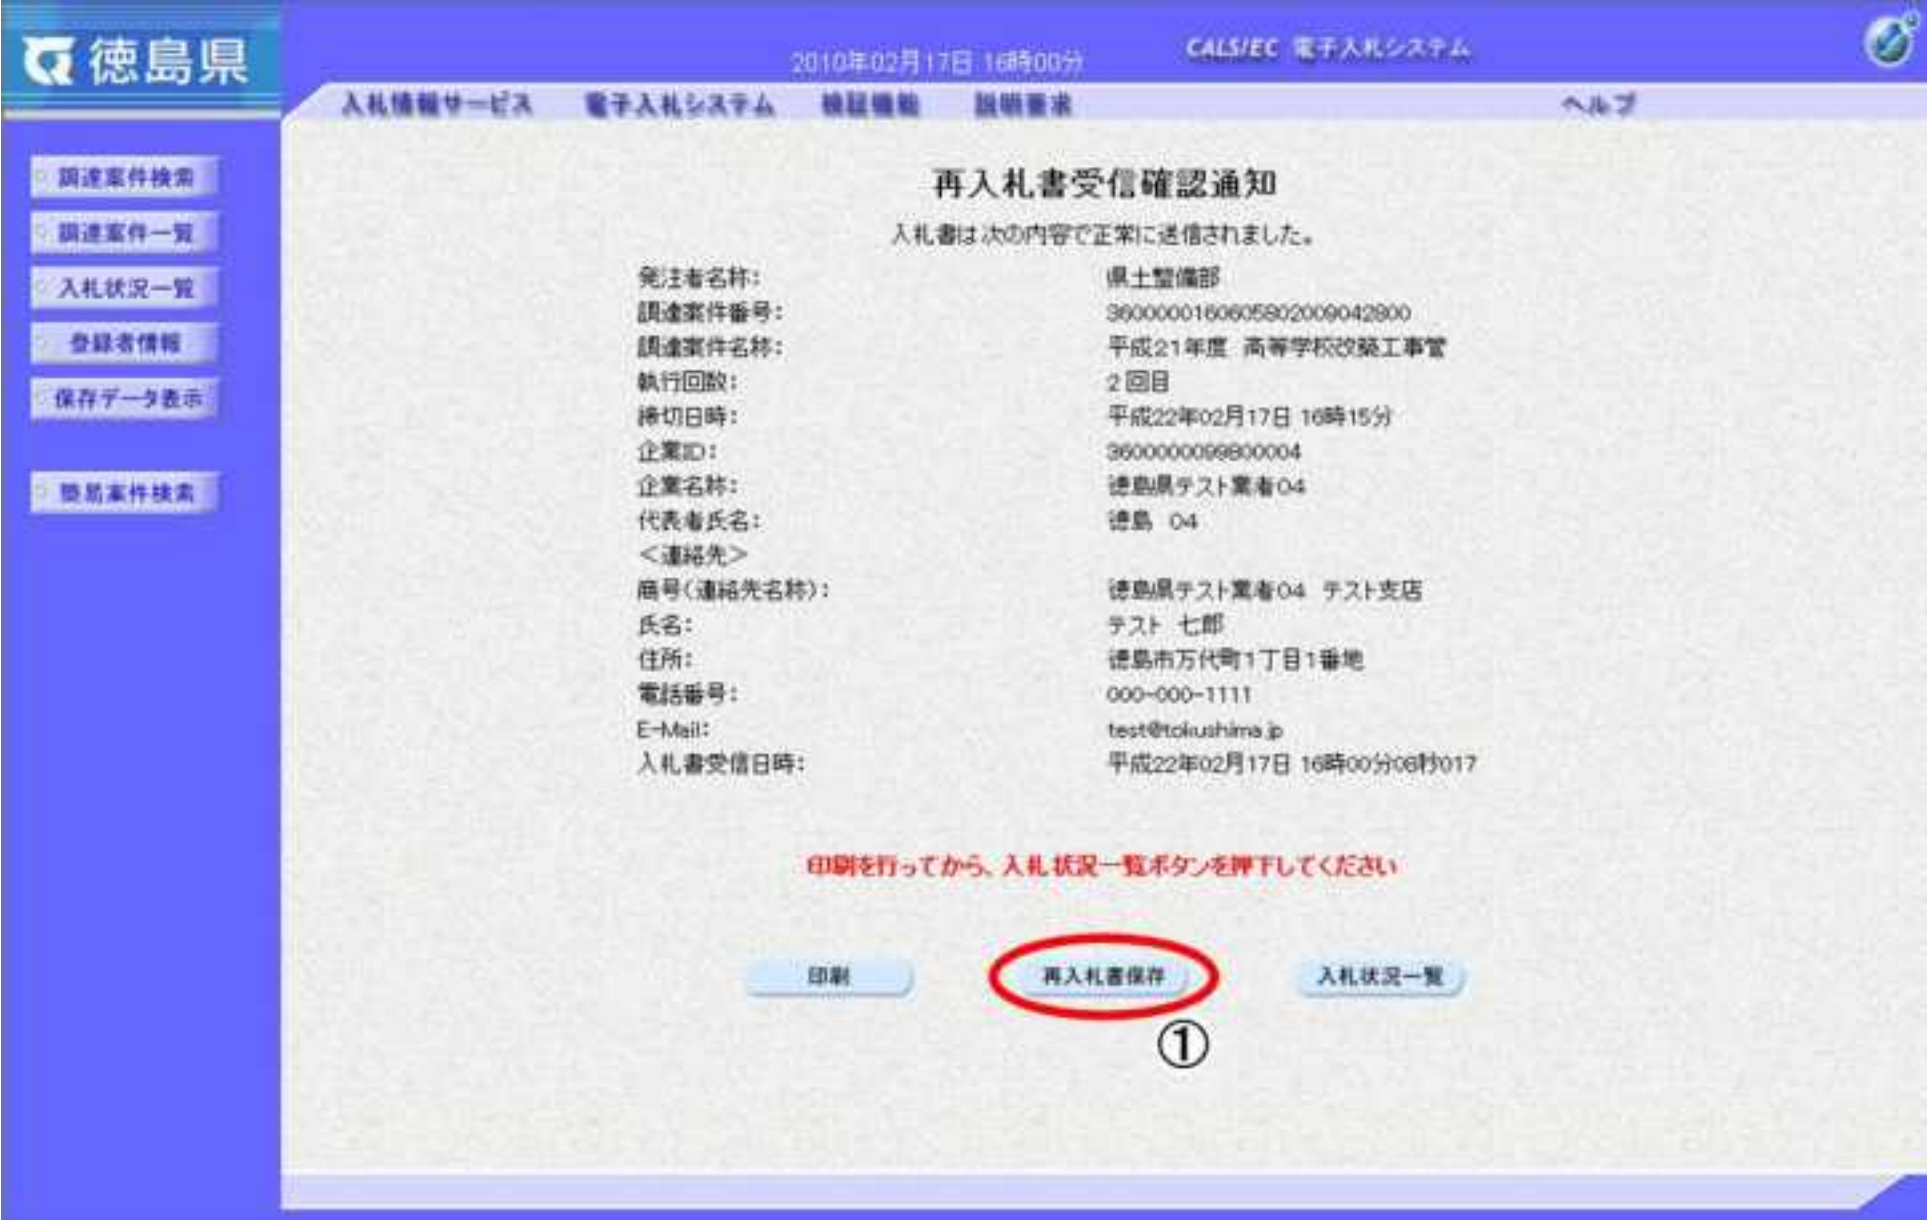 徳島県
2010年02月17日 16時00分
CALS/EC 電子入札システム
入札情報サービス 電子入札システム 検証機能 説明要求 ヘルプ
調達案件検索
調達案件一覧
入札状況一覧
登録者情報
保存データ表示
簡易案件検索
再入札書受信確認通知
入札書は次の内容で正常に送信されました。
発注者名称: 県土整備部
調達案件番号: 3600000160605802009042800
調達案件名称: 平成21年度 高等学校改築工事管
執行回数: 2回目
締切日時: 平成22年02月17日 16時15分
企業ID: 3600000099800004
企業名称: 徳島県テスト業者04
代表者氏名: 徳島 04
<連絡先>
商号(連絡先名称): 徳島県テスト業者04 テスト支店
氏名: テスト 七郎
住所: 徳島市万代町1丁目1番地
電話番号: 000-000-1111
E-Mail: test@tokushima.jp
入札書受信日時: 平成22年02月17日 16時00分08秒017
印刷を行ってから、入札状況一覧ボタンを押下してください
印刷 再入札書保存 入札状況一覧
①